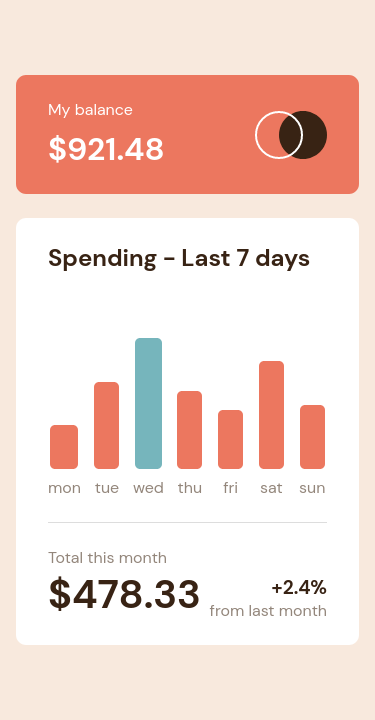 My balance
$921.48
Spending - Last 7 days
mon tue wed thu fri sat sun
Total this month
$478.33
+2.4%
from last month